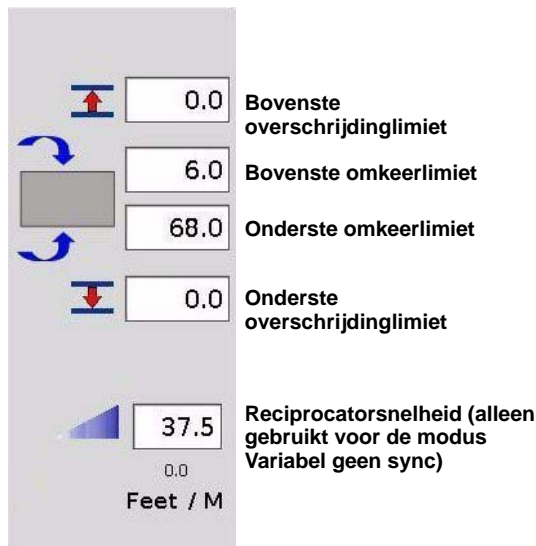 0.0
Bovenste
overschrijdinglimiet
6.0
Bovenste omkeerlimiet
68.0
Onderste omkeerlimiet
0.0
Onderste
overschrijdinglimiet
37.5
Reciprocatorsnelheid (alleen
gebruikt voor de modus
Variabel geen sync)
0.0
Feet / M